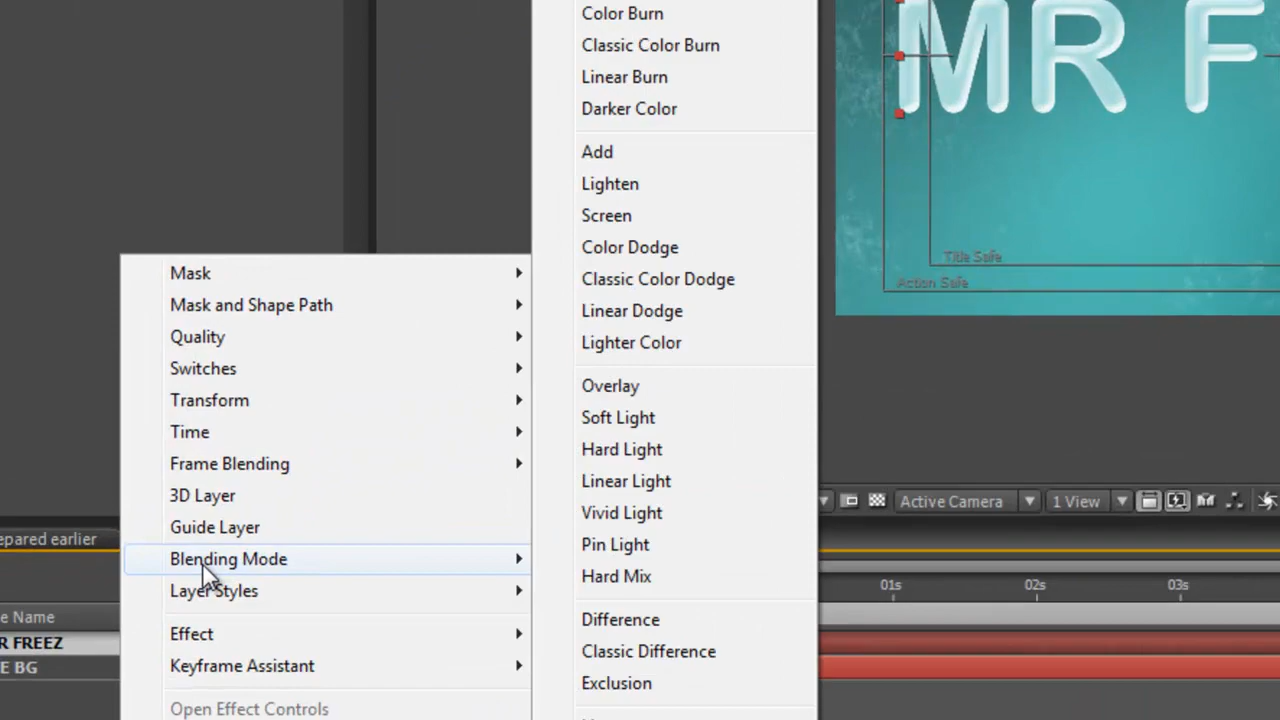 Color Burn
Classic Color Burn
Linear Burn
Darker Color
Add
Lighten
Screen
Color Dodge
Classic Color Dodge
Linear Dodge
Lighter Color
Overlay
Soft Light
Hard Light
Linear Light
Vivid Light
Pin Light
Hard Mix
Difference
Classic Difference
Exclusion
Mask
Mask and Shape Path
Quality
Switches
Transform
Time
Frame Blending
3D Layer
Guide Layer
Blending Mode
Layer Styles
Effect
Keyframe Assistant
Open Effect Controls
MR F
Title Safe
Action Safe
Active Camera
1 View
epared earlier
01s 02s 03s
e Name
R FREEZ
E BG